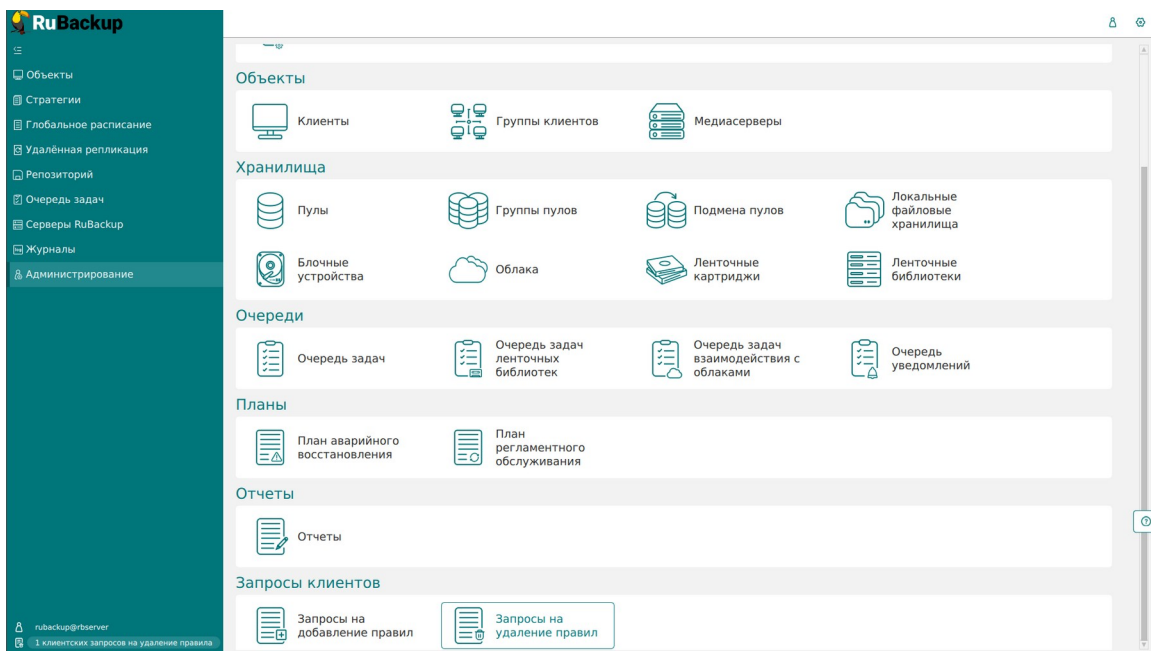 RuBackup
Объекты
Стратегии
Глобальное расписание
Удалённая репликация
Репозиторий
Очередь задач
Серверы RuBackup
Журналы
Администрирование
rubackup@rbserver
1 клиентских запросов на удаление правила
Объекты
Клиенты
Группы клиентов
Медиасерверы
Хранилища
Пулы
Группы пулов
Подмена пулов
Локальные
файловые
хранилища
Блочные
устройства
Облака
Ленточные
картриджи
Ленточные
библиотеки
Очереди
Очередь задач
Очередь задач
ленточных
библиотек
Очередь задач
взаимодействия с
облаками
Очередь
уведомлений
Планы
План аварийного
восстановления
План
регламентного
обслуживания
Отчеты
Отчеты
Запросы клиентов
Запросы на
добавление правил
Запросы на
удаление правил